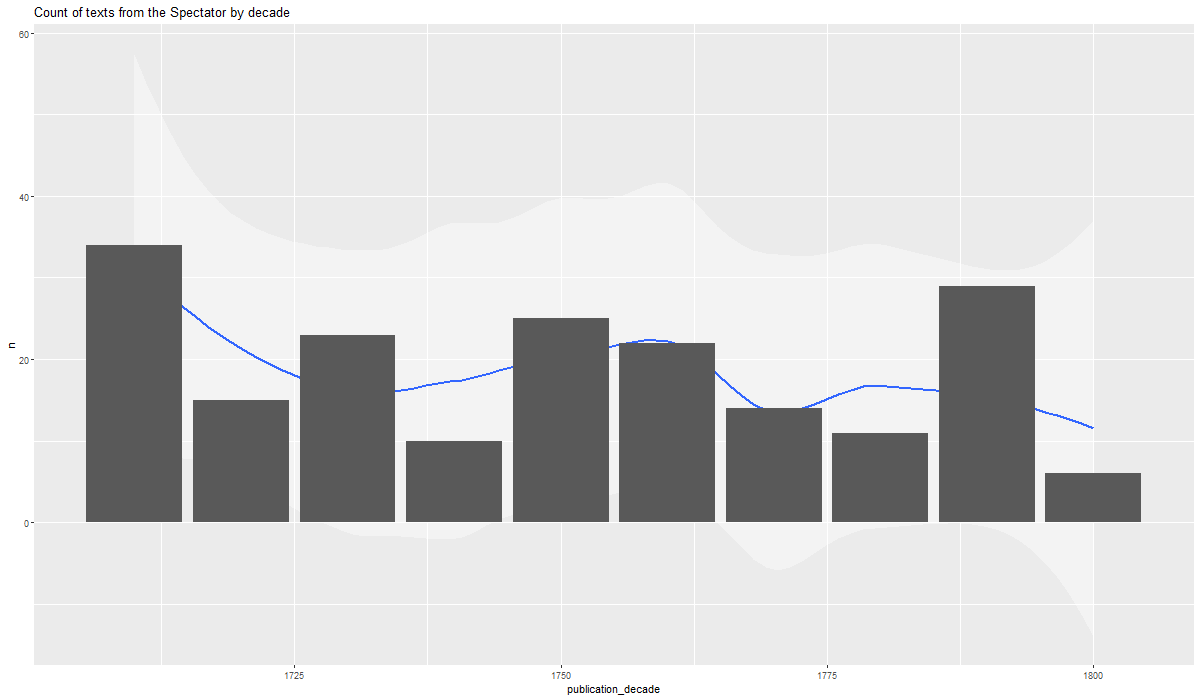 Count of texts from the Spectator by decade
60
40
n
20
0
1725
1750
1775
1800
publication_decade